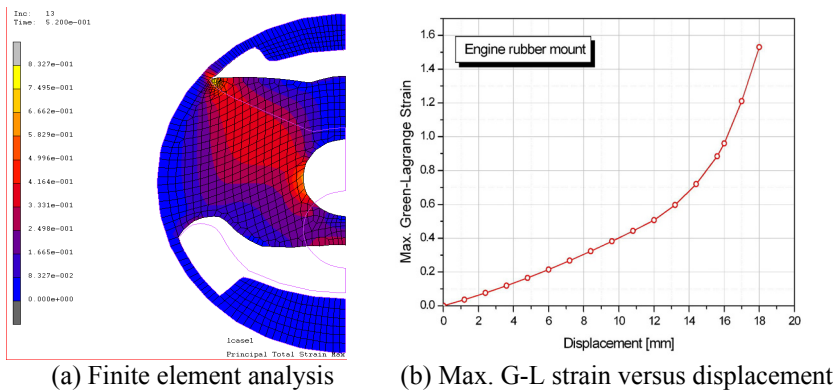 Inc: 13
Time: 5.200e-001
8.327e-001
7.495e-001
6.662e-001
5.829e-001
4.996e-001
4.164e-001
3.331e-001
2.498e-001
1.665e-001
8.327e-002
0.000e+000
lcase1
Principal Total Strain Max
(a) Finite element analysis
Engine rubber mount
Max. Green-Lagrange Strain
1.6
1.4
1.2
1.0
0.8
0.6
0.4
0.2
0.0
0 2 4 6 8 10 12 14 16 18 20
Displacement [mm]
(b) Max. G-L strain versus displacement